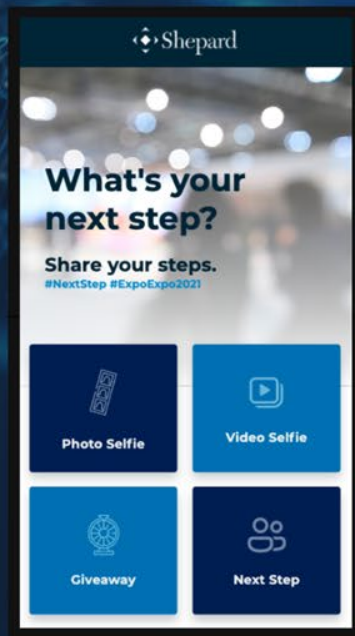 Shepard
What's your
next step?
Share your steps.
#NextStep #ExpoExpo2021
Photo Selfie
Video Selfie
Giveaway
Next Step